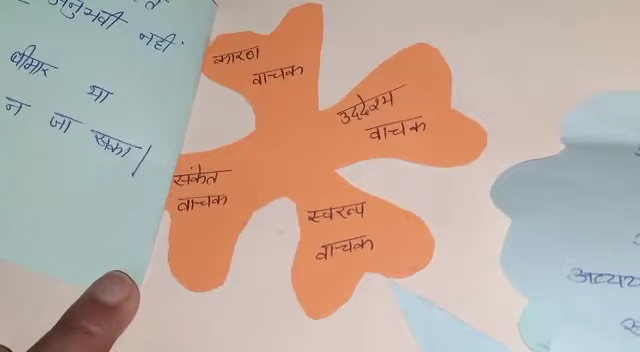 अनुभवी नहीं.
बीमार था
न जा सका।
कारण
वाचक
उद्देश्य
वाचक
संकेत
वाचक
स्वरूप
वाचक
अव्यय